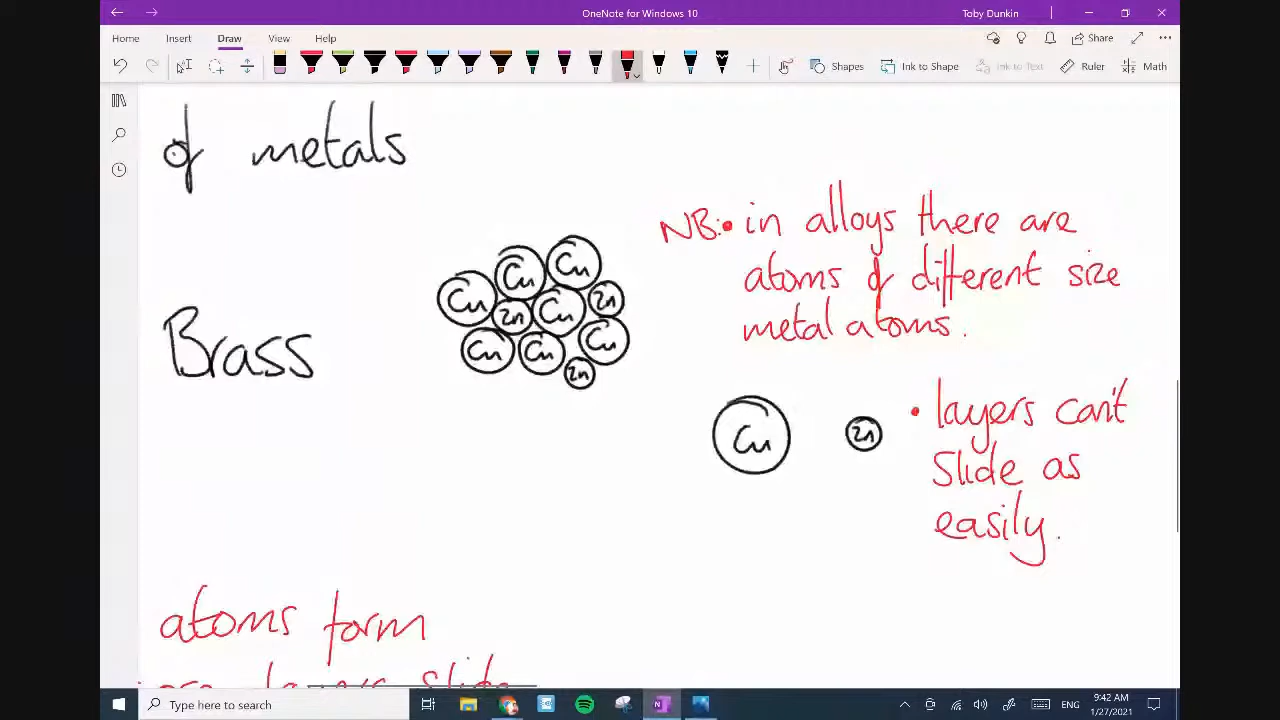 OneNote for Windows 10
Toby Dunkin
Home
Insert
Draw
View
Help
Share
Shapes
Ink to Shape
Ink to Text
Ruler
Math
of metals
NB: • in alloys there are
atoms of different size
metal atoms.
Cu
Cu
Cu
Zn
Cu
Zn
Cu
Cu
Cu
Zn
Brass
Cu
Zn
• layers can't
slide as
easily.
atoms form
layers slide
Type here to search
ENG
9:42 AM
1/27/2021